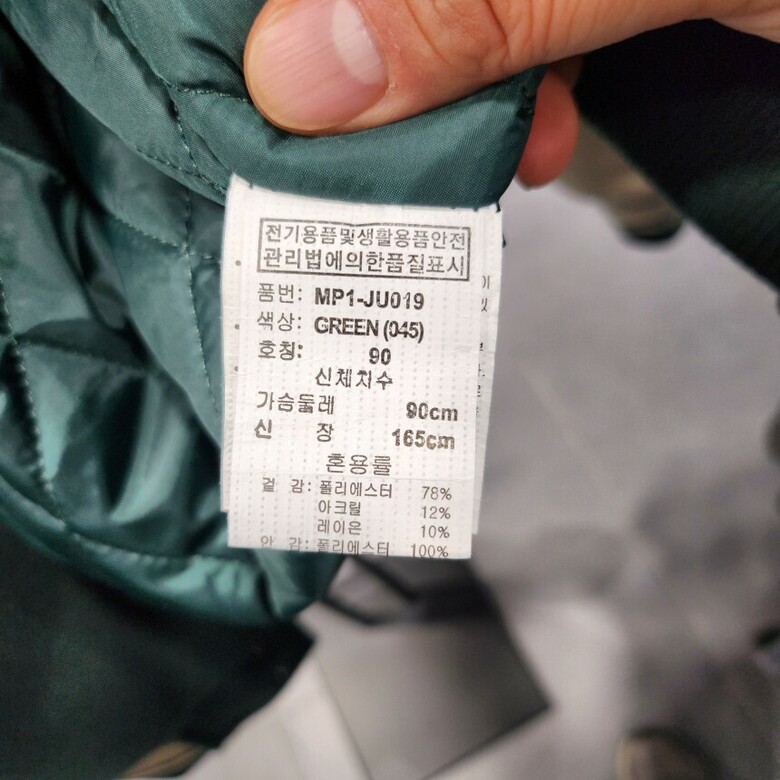 전기용품및생활용품안전
관리법에의한품질표시
품번: MP1-JU019
색상: GREEN (045)
호칭: 90
신체치수
가슴둘레 90cm
신 장 165cm
혼용률
겉 감: 폴리에스터 78%
아크릴 12%
레이온 10%
안 감: 폴리에스터 100%